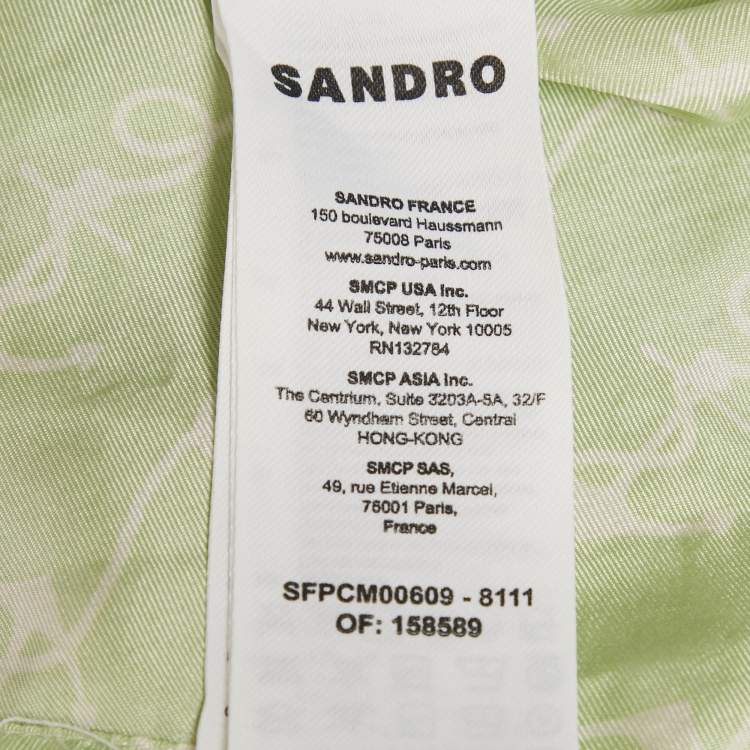 SANDRO
SANDRO FRANCE
150 boulevard Haussmann
75008 Paris
www.sandro-paris.com
SMCP USA Inc.
44 Wall Street, 12th Floor
New York, New York 10005
RN132784
SMCP ASIA Inc.
The Centrium, Suite 3203A-5A, 32/F
60 Wyndham Street, Central
HONG-KONG
SMCP SAS,
49, rue Etienne Marcel,
75001 Paris,
France
SFPCM00609 - 8111
OF: 158589